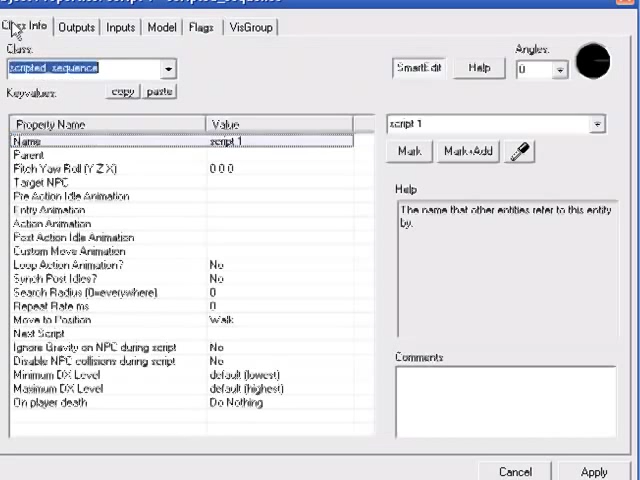 Object Properties: script 1 - scripted_sequence
Class Info Outputs Inputs Model Flags VisGroup
Class:
Angles:
scripted_sequence
SmartEdit Help
0
Keyvalues: copy paste
Property Name Value
script 1
Name script 1
Parent
Mark Mark+Add
Pitch Yaw Roll (Y Z X) 0 0 0
Target NPC
Help
Pre Action Idle Animation
Entry Animation
The name that other entities refer to this entity
by.
Action Animation
Post Action Idle Animation
Custom Move Animation
Loop Action Animation? No
Synch Post Idles? No
Search Radius (0=everywhere) 0
Repeat Rate ms 0
Move to Position Walk
Next Script
Ignore Gravity on NPC during script No
Disable NPC collisions during script No
Comments
Minimum DX Level default (lowest)
Maximum DX Level default (highest)
On player death Do Nothing
Cancel Apply